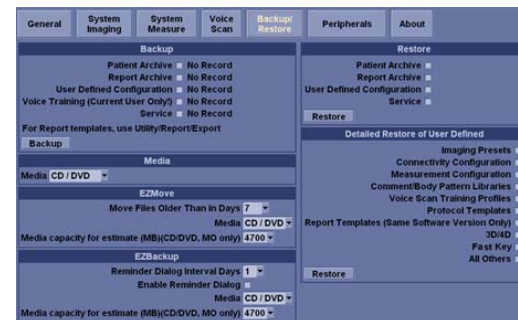 General
System Imaging
System Measure
Voice Scan
Backup/ Restore
Peripherals
About
Backup
Patient Archive No Record
Report Archive No Record
User Defined Configuration No Record
Voice Training (Current User Only!) No Record
Service No Record
For Report templates, use Utility/Report/Export
Backup
Media
Media CD / DVD
EZMove
Move Files Older Than In Days 7
Media CD / DVD
Media capacity for estimate (MB)(CD/DVD, MO only) 4700
EZBackup
Reminder Dialog Interval Days 1
Enable Reminder Dialog
Media CD / DVD
Media capacity for estimate (MB)(CD/DVD, MO only) 4700
Restore
Patient Archive
Report Archive
User Defined Configuration
Service
Restore
Detailed Restore of User Defined
Imaging Presets
Connectivity Configuration
Measurement Configuration
Comment/Body Pattern Libraries
Voice Scan Training Profiles
Protocol Templates
Report Templates (Same Software Version Only)
3D/4D
Fast Key
All Others
Restore